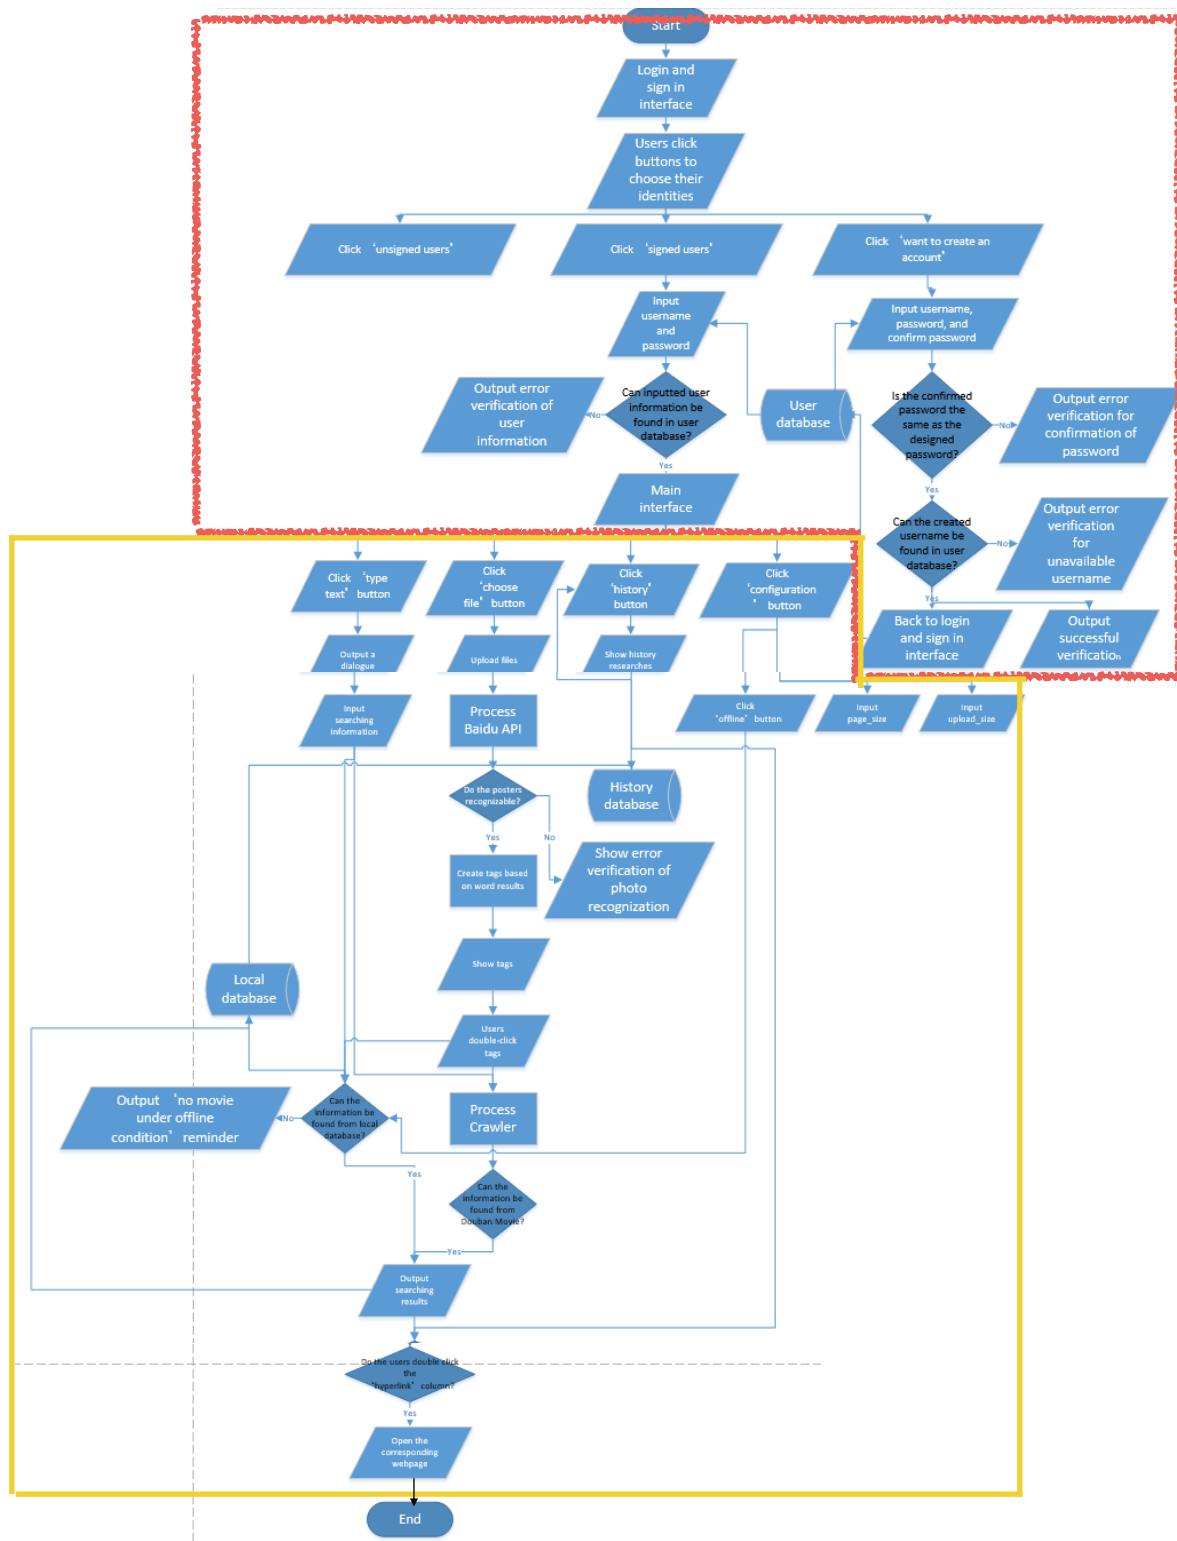 Start
Login and
sign in
interface
Users click
buttons to
choose their
identities
Click ‘unsigned users’
Click ‘signed users’
Click ‘want to create an
account’
Input
username
and
password
Input username,
password, and
confirm password
Output error
verification of
user
information
No
Can inputted user
information be
found in user
database?
User
database
Is the confirmed
password the
same as the
designed
password?
No
Output error
verification for
confirmation of
password
Yes
Main
interface
Yes
Can the created
username be
found in user
database?
No
Output error
verification
for
unavailable
username
Yes
Back to login
and sign in
interface
Output
successful
verification
Click ‘type
text’ button
Click
‘choose
file’ button
Click
‘history’
button
Click
‘configuration
’ button
Output a
dialogue
Upload files
Show history
researches
Input
searching
information
Process
Baidu API
Click
‘offline’ button
Input
page_size
Input
upload_size
Do the posters
recognizable?
History
database
Yes
No
Create tags based
on word results
Show error
verification of
photo
recognization
Show tags
Local
database
Users
double-click
tags
Output ‘no movie
under offline
condition’ reminder
No
Can the
information be
found from local
database?
Process
Crawler
Yes
Can the
information be
found from
Douban Movie?
Yes
Output
searching
results
Do the users double click
the
‘hyperlink’ column?
Yes
Open the
corresponding
webpage
End